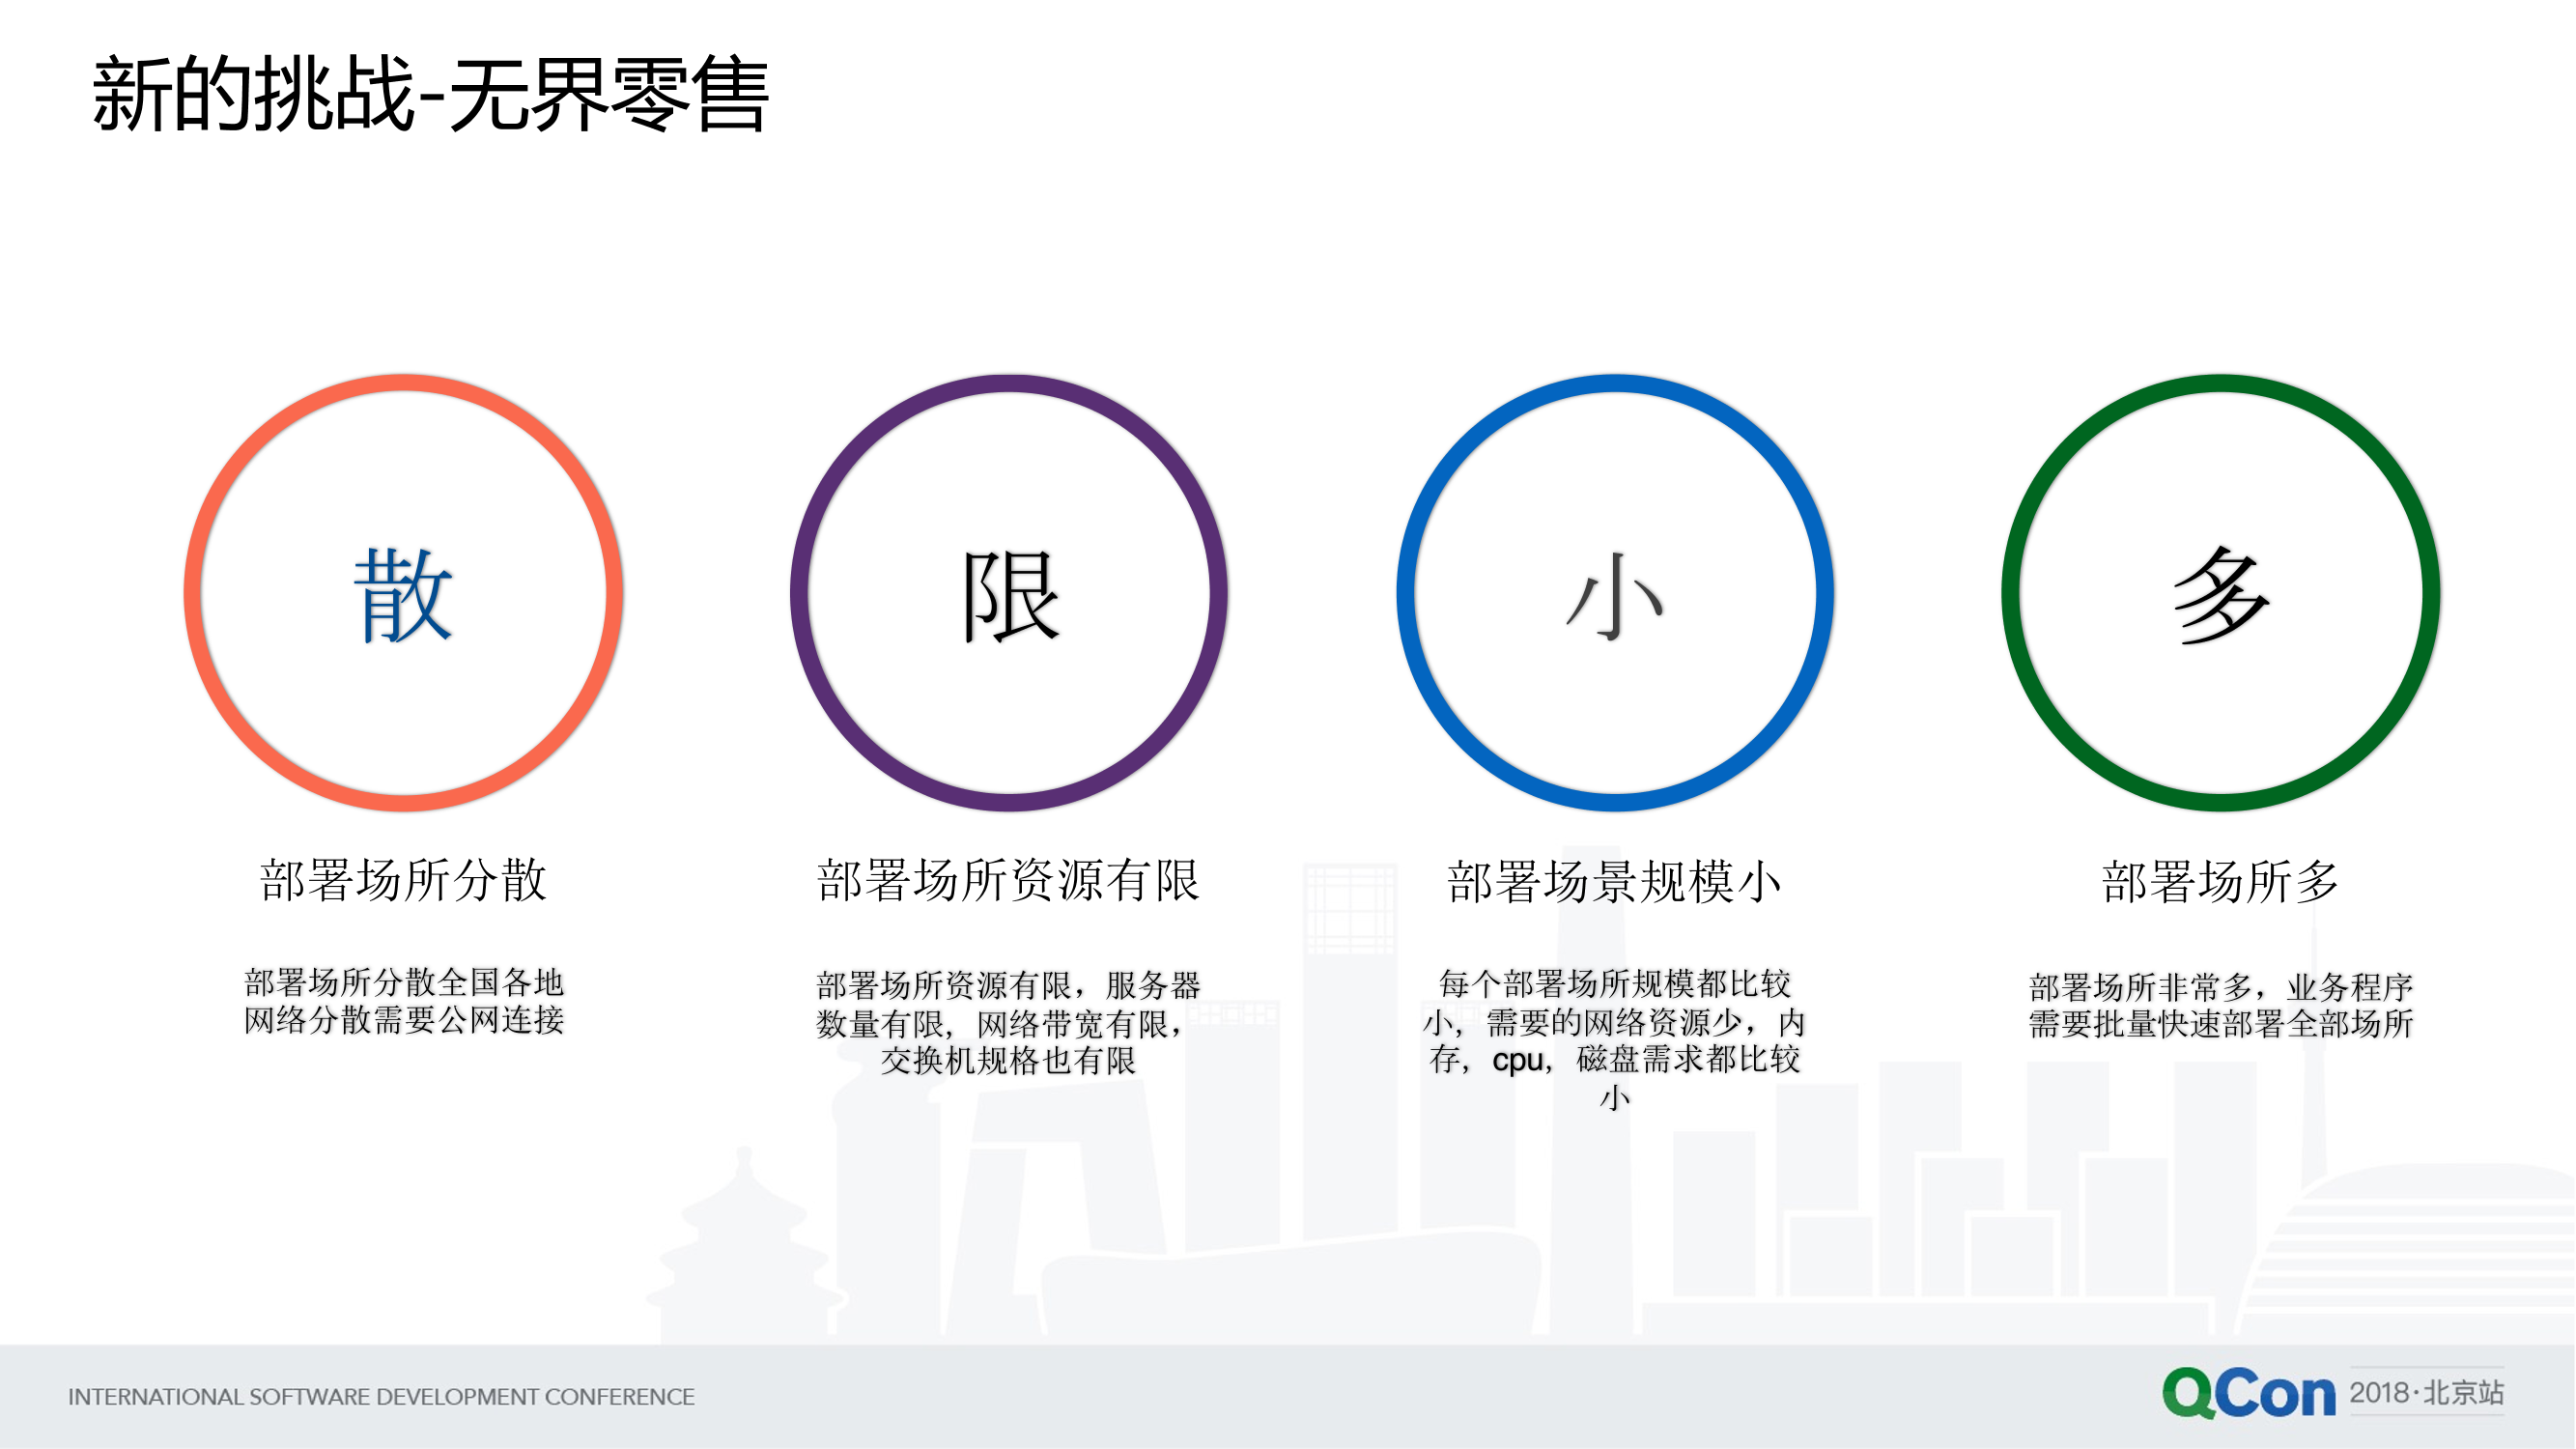 新的挑战-无界零售
散
限
小
多
部署场所分散
部署场所资源有限
部署场景规模小
部署场所多
部署场所分散全国各地
网络分散需要公网连接
部署场所资源有限，服务器
数量有限，网络带宽有限，
交换机规格也有限
每个部署场所规模都比较
小，需要的网络资源少，内
存，cpu，磁盘需求都比较
小
部署场所非常多，业务程序
需要批量快速部署全部场所
INTERNATIONAL SOFTWARE DEVELOPMENT CONFERENCE
QCon 2018·北京站